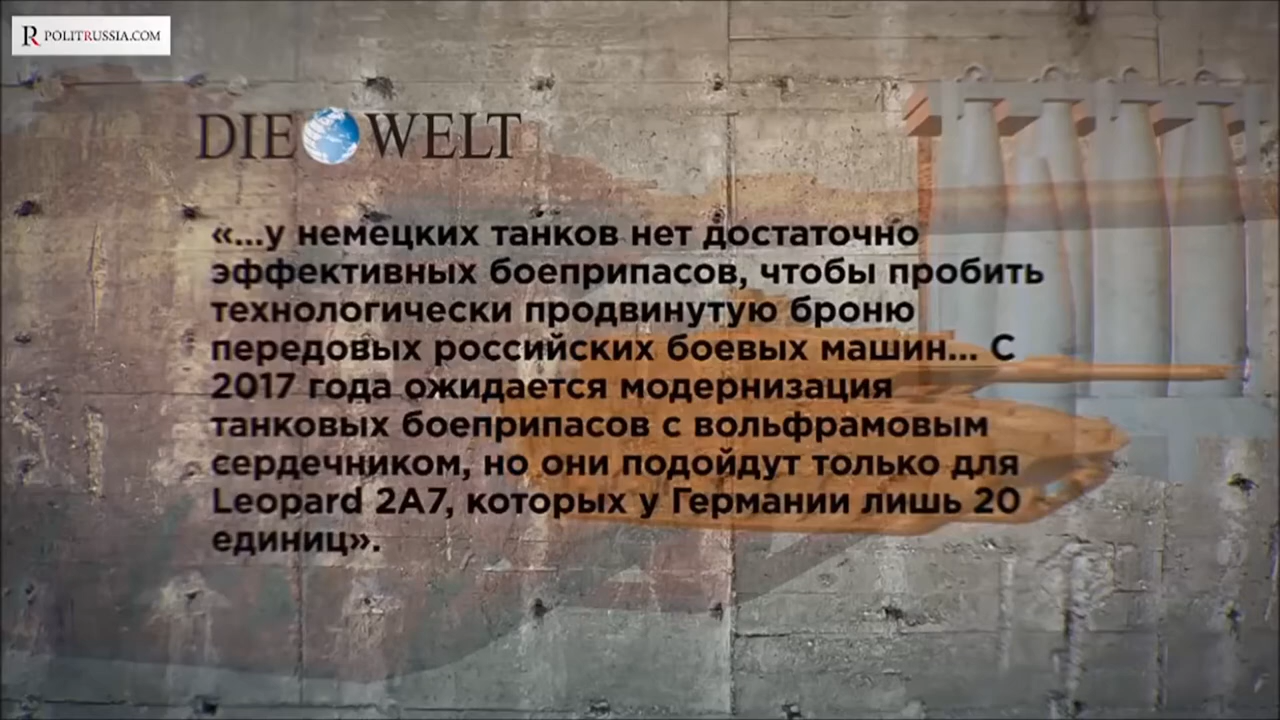 POLITRUSSIA.COM
DIE WELT
«...у немецких танков нет достаточно
эффективных боеприпасов, чтобы пробить
технологически продвинутую броню
передовых российских боевых машин... С
2017 года ожидается модернизация
танковых боеприпасов с вольфрамовым
сердечником, но они подойдут только для
Leopard 2A7, которых у Германии лишь 20
единиц».